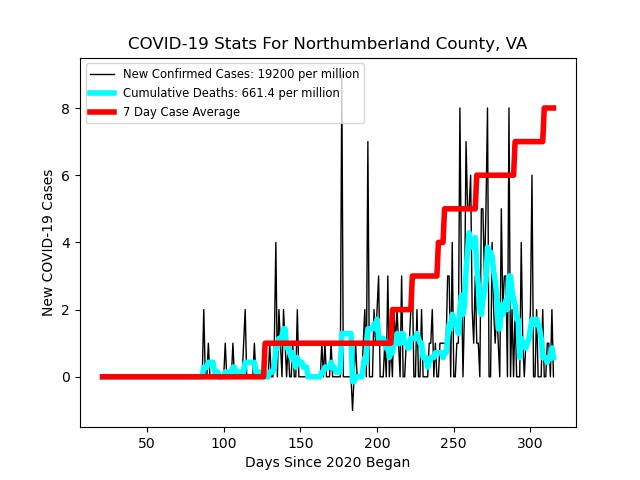 COVID-19 Stats For Northumberland County, VA
New Confirmed Cases: 19200 per million
Cumulative Deaths: 661.4 per million
7 Day Case Average
New COVID-19 Cases
8
6
4
2
0
50 100 150 200 250 300
Days Since 2020 Began